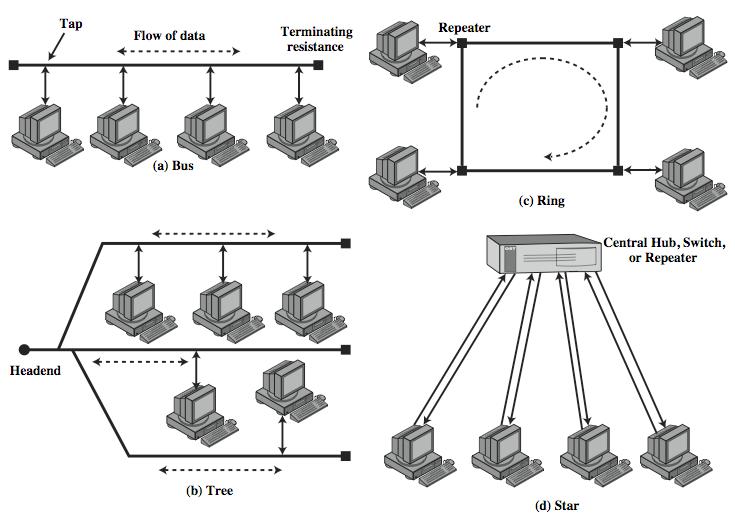 Tap
Flow of data
Terminating
resistance
(a) Bus
Repeater
(c) Ring
Headend
(b) Tree
Central Hub, Switch,
or Repeater
(d) Star